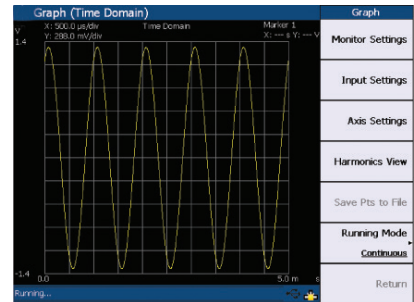 Graph (Time Domain)
Graph
V
X: 500.0 µs/div
Y: 288.0 mV/div
Time Domain
Marker 1
X: --- s Y: --- V
1.4
-1.4
0.0
5.0 m
s
Running...
Monitor Settings
Input Settings
Axis Settings
Harmonics View
Save Pts to File
Running Mode
Continuous
Return